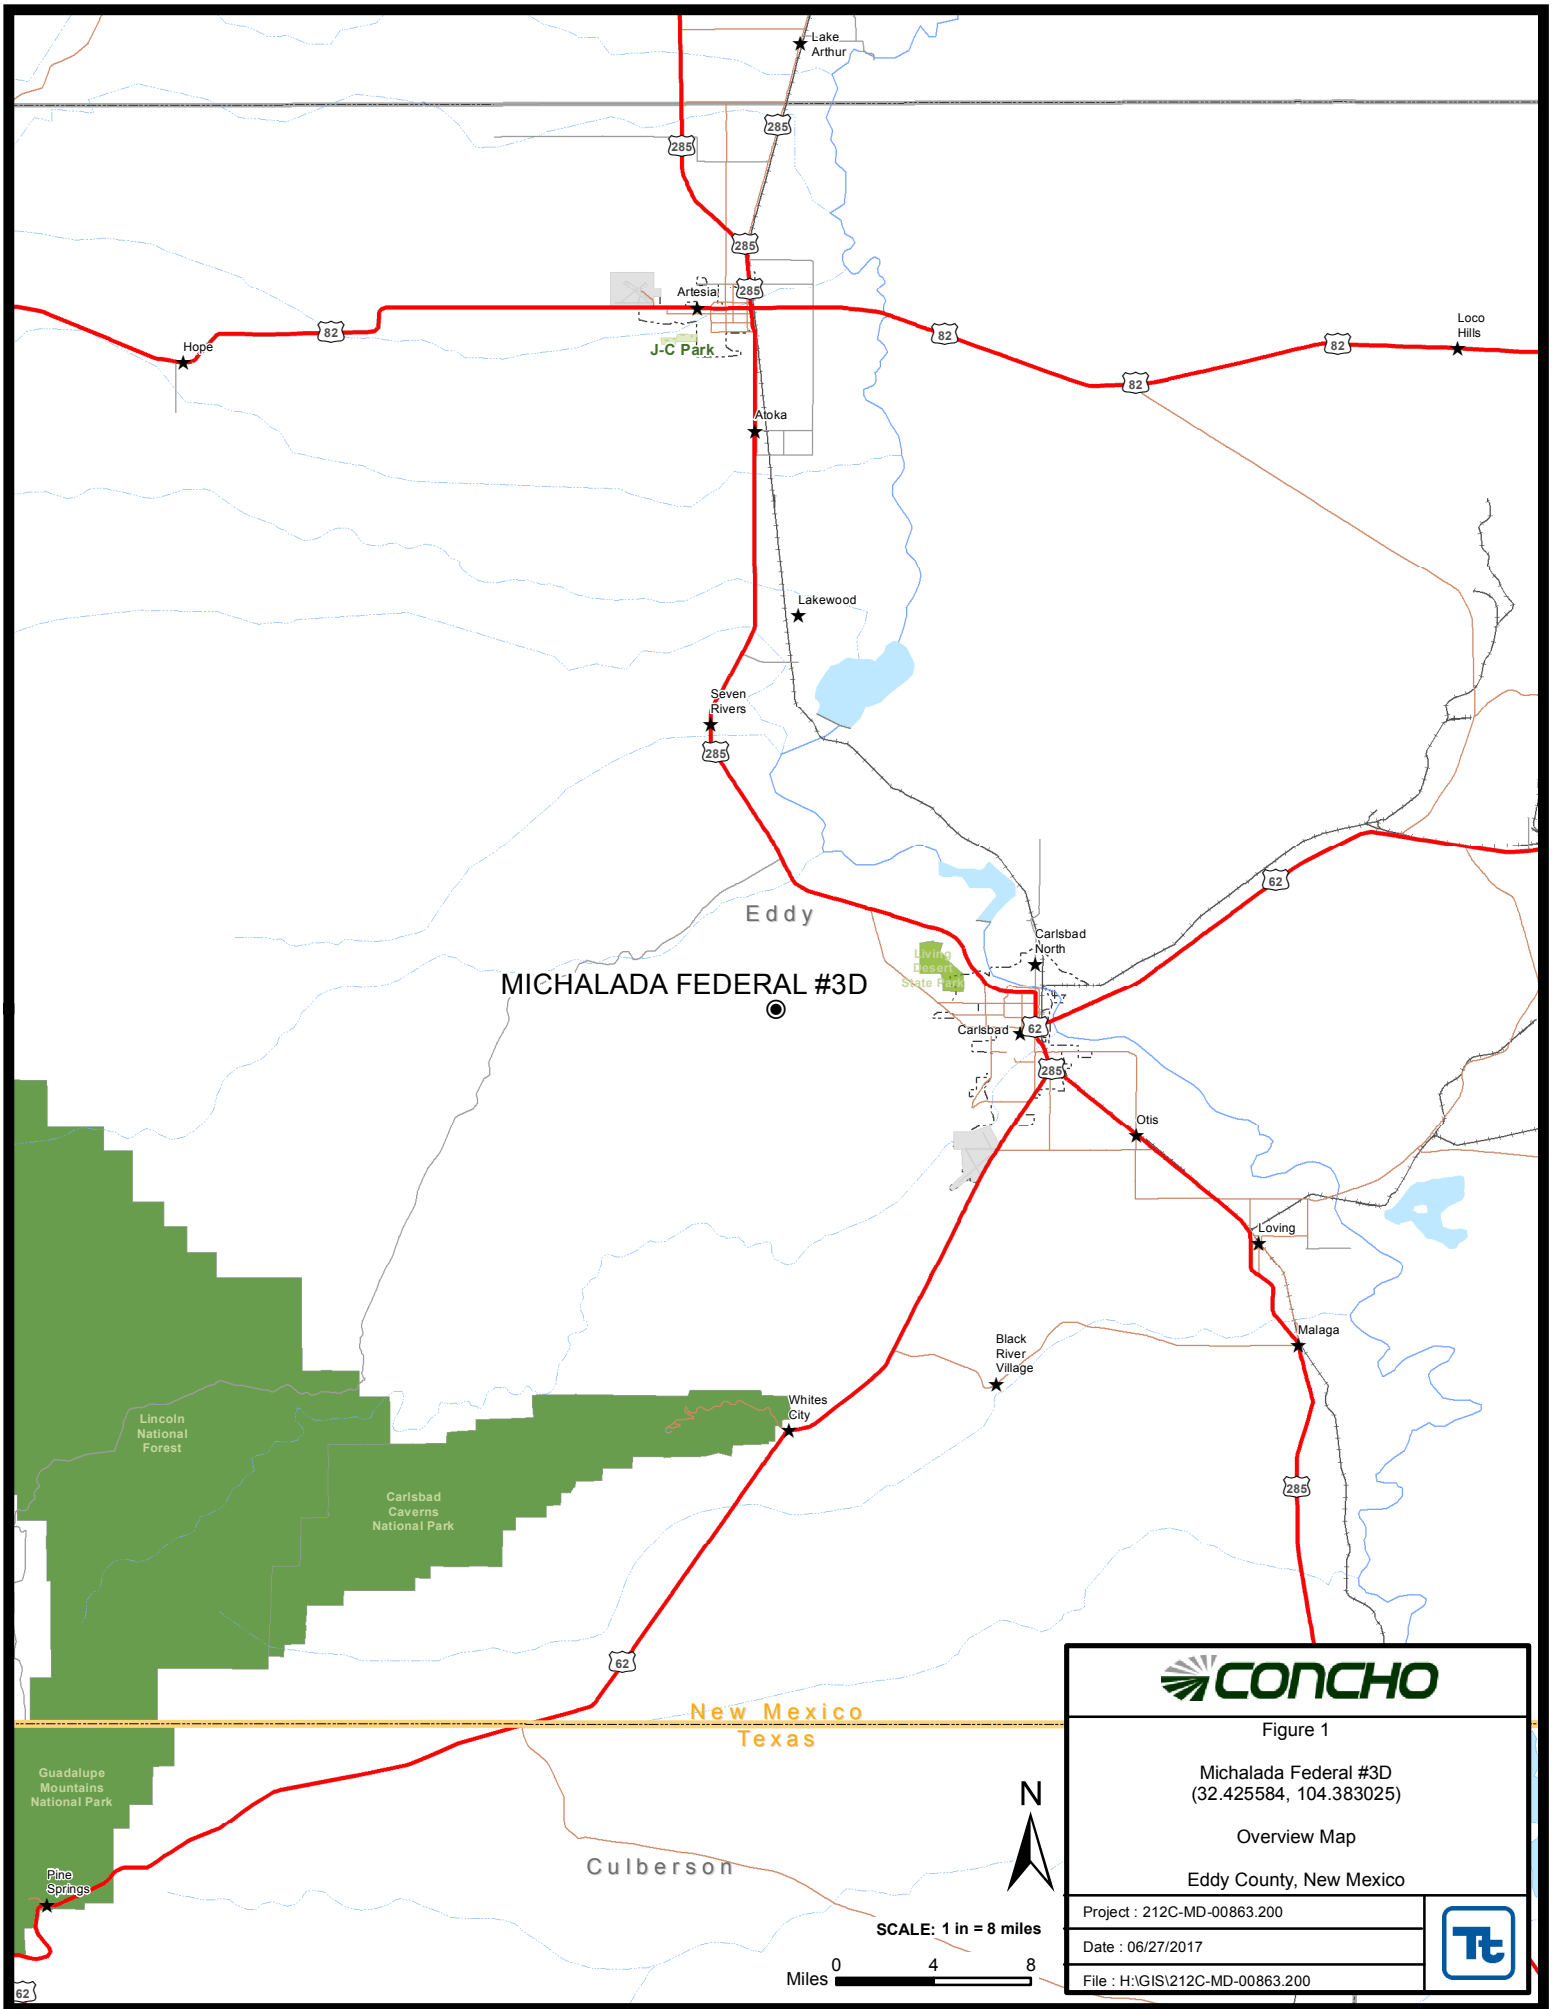 Lake
Arthur
285
285
285
285
Artesia
J-C Park
82
Hope
82
82
82
Loco
Hills
Atoka
Lakewood
Seven
Rivers
285
Eddy
62
Carlsbad
North
Living
Desert
State Park
MICHALADA FEDERAL #3D
Carlsbad
62
285
Otis
Loving
Malaga
Black
River
Village
Whites
City
Lincoln
National
Forest
Carlsbad
Caverns
National Park
285
62
New Mexico
Texas
Guadalupe
Mountains
National Park
Pine
Springs
62
Culberson
N
SCALE: 1 in = 8 miles
Miles 0 4 8
CONCHO
Figure 1
Michalada Federal #3D
(32.425584, 104.383025)
Overview Map
Eddy County, New Mexico
Project : 212C-MD-00863.200
Date : 06/27/2017
File : H:\GIS\212C-MD-00863.200
Tt